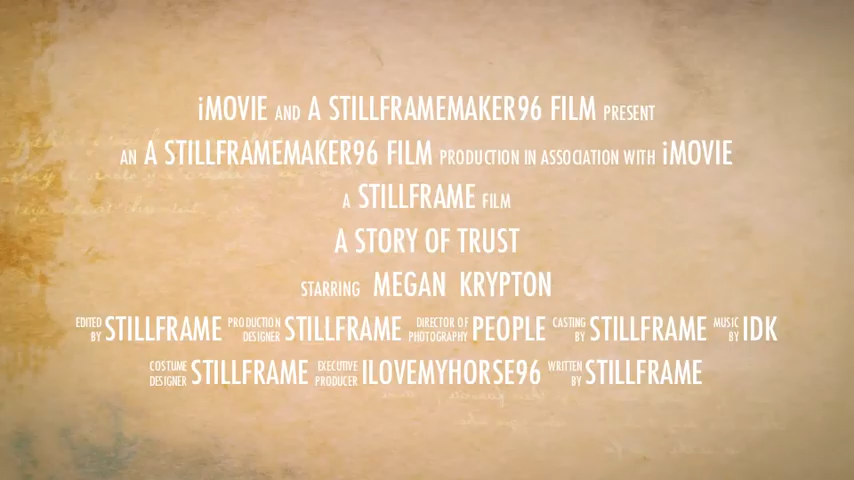 iMOVIE AND A STILLFRAMEMAKER96 FILM PRESENT
AN A STILLFRAMEMAKER96 FILM PRODUCTION IN ASSOCIATION WITH iMOVIE
A STILLFRAME FILM
A STORY OF TRUST
STARRING MEGAN KRYPTON
EDITED BY STILLFRAME PRODUCTION DESIGNER STILLFRAME DIRECTOR OF PHOTOGRAPHY PEOPLE CASTING BY STILLFRAME MUSIC BY IDK
COSTUME DESIGNER STILLFRAME EXECUTIVE PRODUCER ILOVEMYHORSE96 WRITTEN BY STILLFRAME